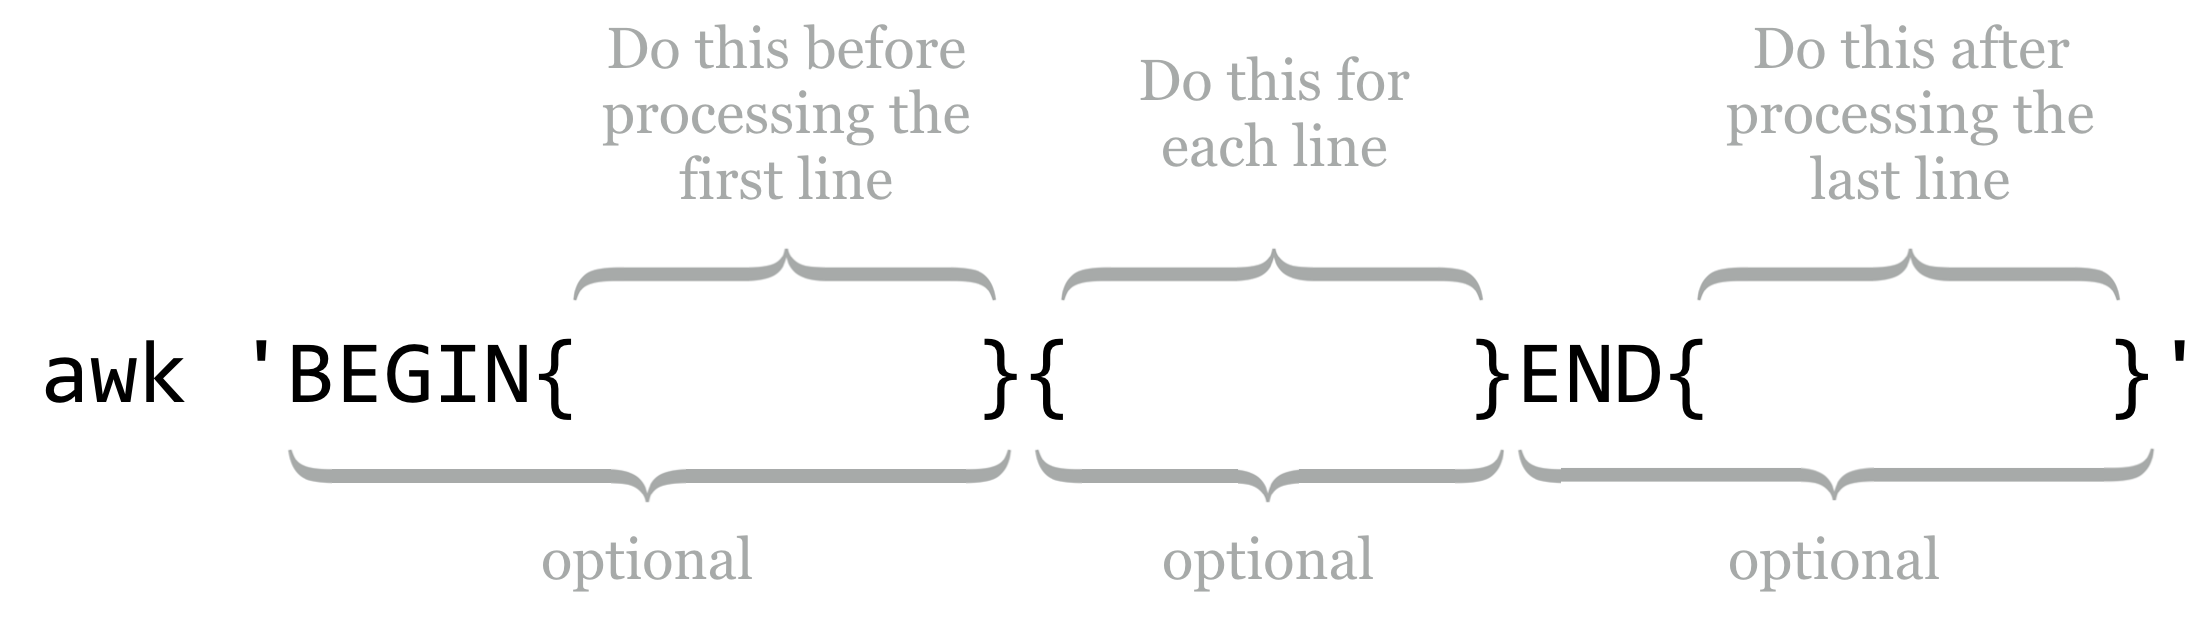 Do this before
processing the
first line
Do this for
each line
Do this after
processing the
last line
awk 'BEGIN{ }{ }END{ }'
optional
optional
optional